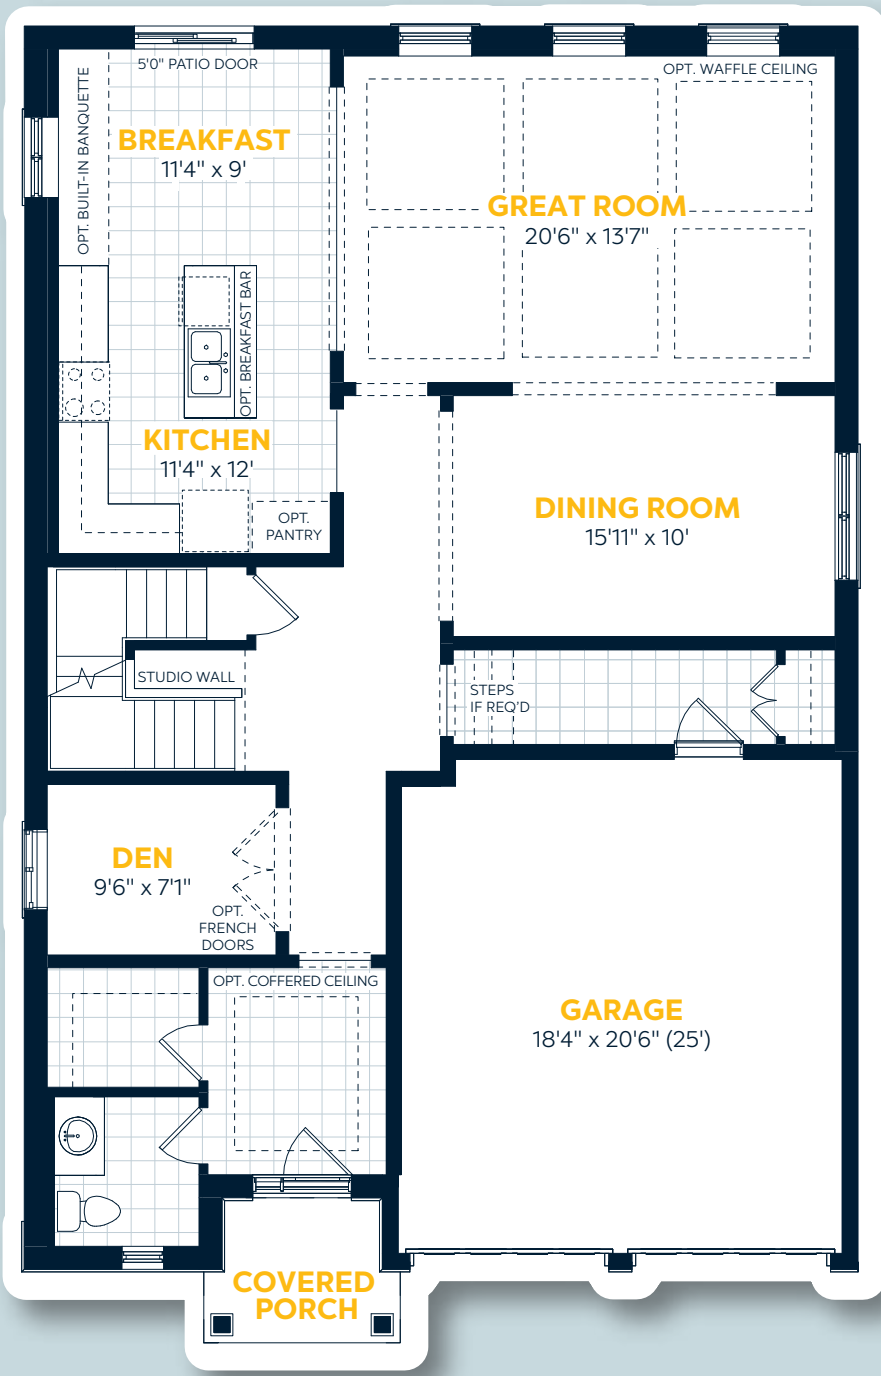 5'0" PATIO DOOR
OPT. WAFFLE CEILING
OPT. BUILT-IN BANQUETTE
BREAKFAST
11'4" x 9'
GREAT ROOM
20'6" x 13'7"
OPT. BREAKFAST BAR
KITCHEN
11'4" x 12'
OPT.
PANTRY
DINING ROOM
15'11" x 10'
STUDIO WALL
STEPS
IF REQ'D
DEN
9'6" x 7'1"
OPT.
FRENCH
DOORS
OPT. COFFERED CEILING
GARAGE
18'4" x 20'6" (25')
COVERED
PORCH